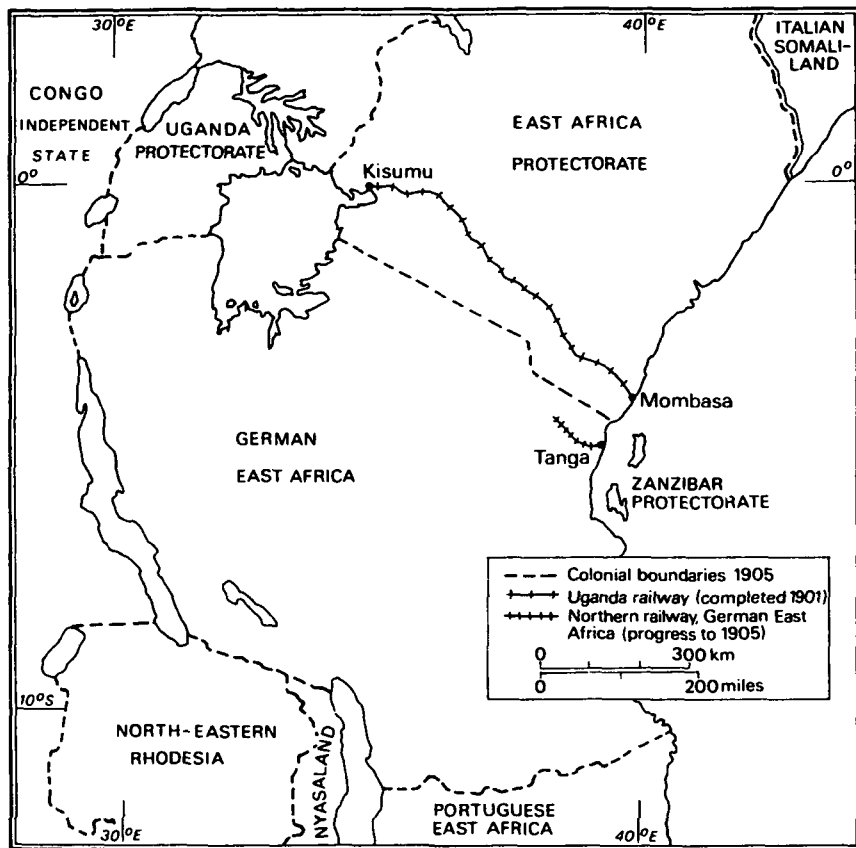 30°E
40°E
ITALIAN
SOMALI-
LAND
CONGO
INDEPENDENT
STATE
UGANDA
PROTECTORATE
EAST AFRICA
PROTECTORATE
0°
0°
Kisumu
Mombasa
GERMAN
EAST AFRICA
Tanga
ZANZIBAR
PROTECTORATE
Colonial boundaries 1905
Uganda railway (completed 1901)
Northern railway, German East
Africa (progress to 1905)
0 300 km
0 200 miles
10°S
NORTH-EASTERN
RHODESIA
NYASALAND
PORTUGUESE
EAST AFRICA
30°E
40°E